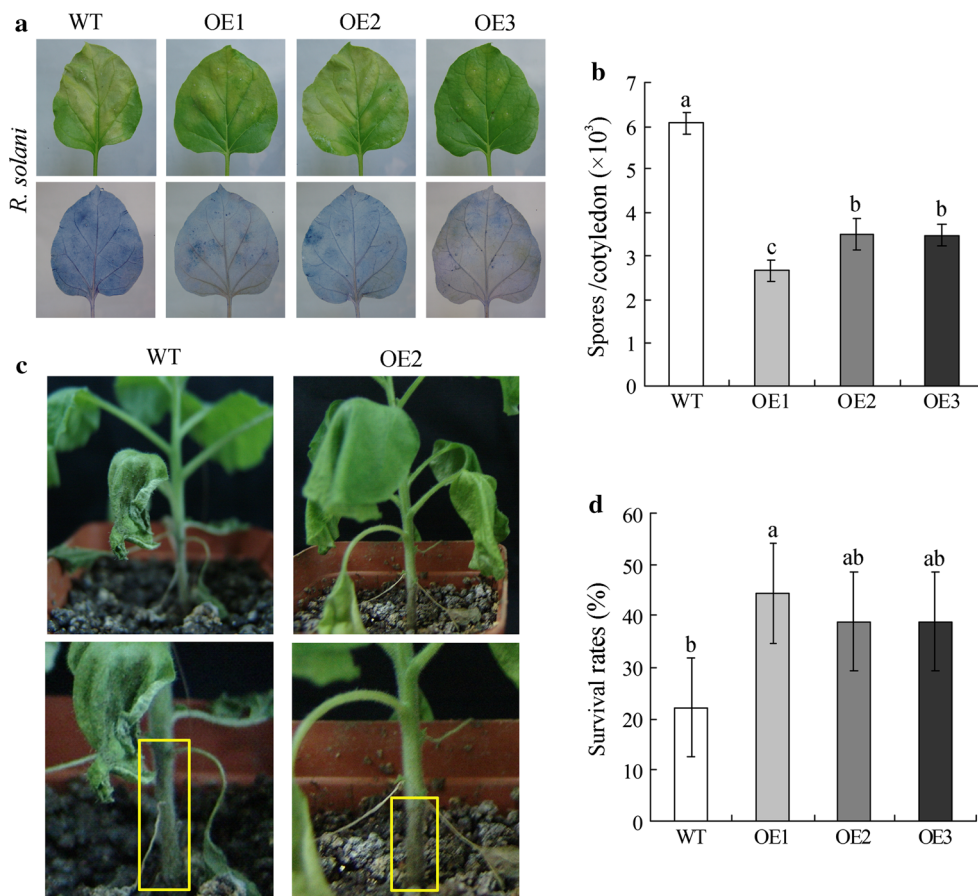 a
WT OE1 OE2 OE3
R. solani
b
Spores /cotyledon (×10³)
7
6
5
4
3
2
1
0
a
c
b
b
WT OE1 OE2 OE3
c
WT OE2
d
Survival rates (%)
60
50
40
30
20
10
0
b
a
ab
ab
WT OE1 OE2 OE3